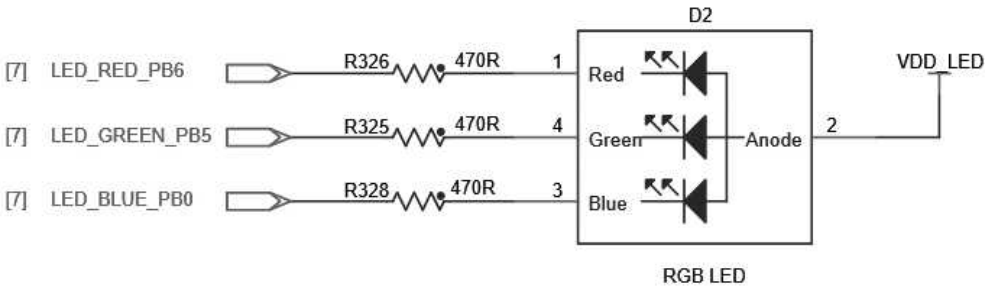 D2
[7] LED_RED_PB6 R326 470R 1 Red VDD_LED
[7] LED_GREEN_PB5 R325 470R 4 Green Anode 2
[7] LED_BLUE_PB0 R328 470R 3 Blue
RGB LED